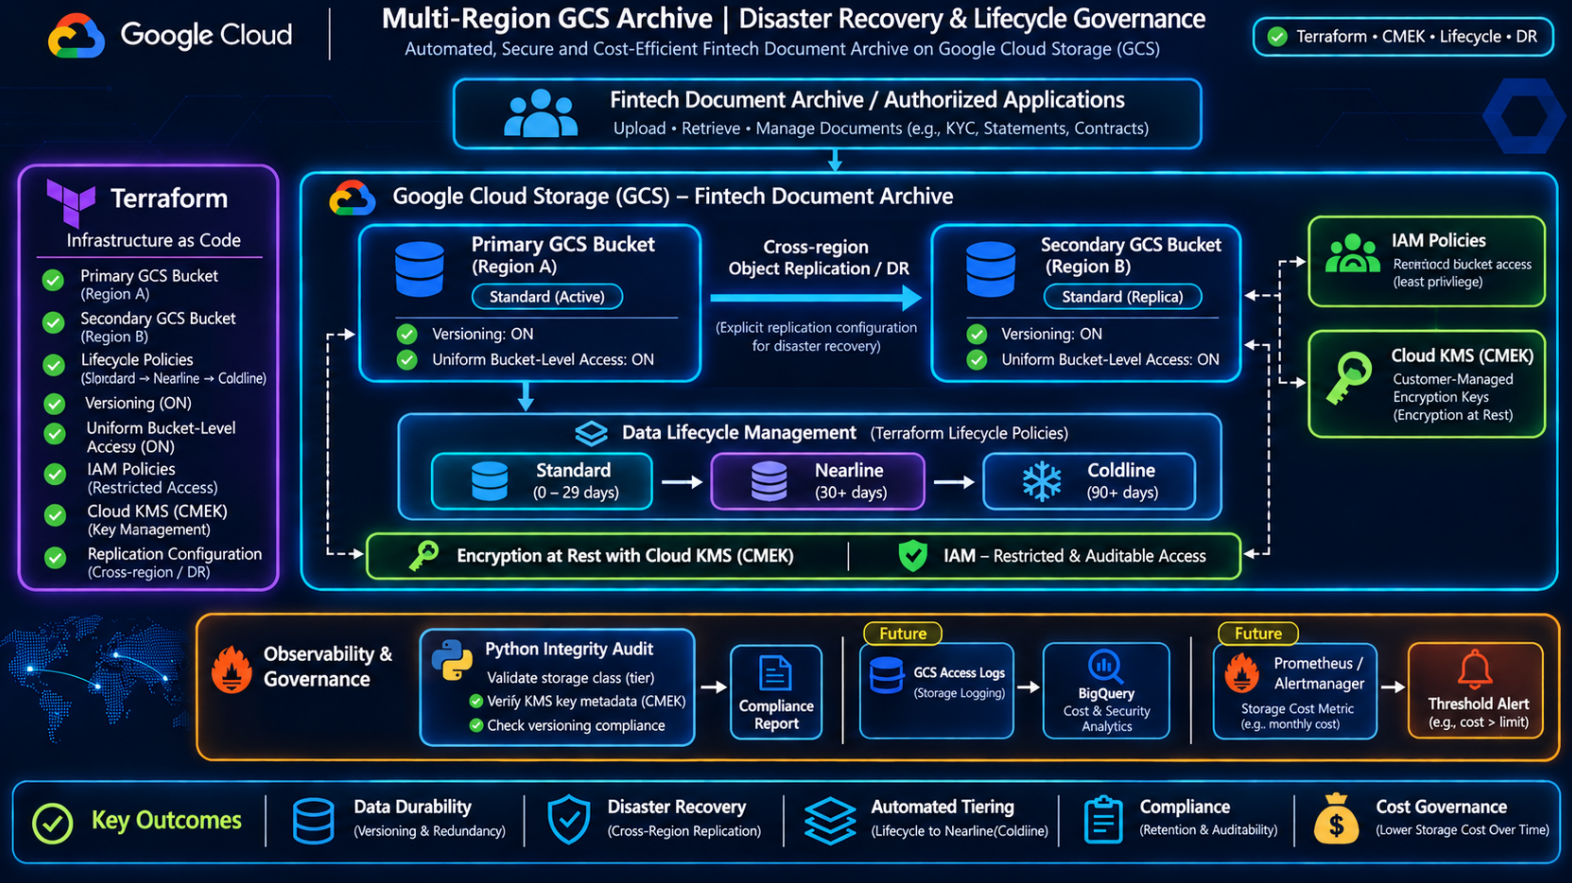 Google Cloud
Multi-Region GCS Archive | Disaster Recovery & Lifecycle Governance
Automated, Secure and Cost-Efficient Fintech Document Archive on Google Cloud Storage (GCS)
Terraform • CMEK • Lifecycle • DR
Fintech Document Archive / Authoriized Applications
Upload • Retrieve • Manage Documents (e.g., KYC, Statements, Contracts)
Terraform
Infrastructure as Code
Primary GCS Bucket
(Region A)
Secondary GCS Bucket
(Region B)
Lifecycle Policies
→ Nearline → Coldline)
Versioning (ON)
Uniform Bucket-Level
Access (ON)
IAM Policies
(Restricted Access)
Cloud KMS (CMEK)
(Key Management)
Replication Configuration
(Cross-region / DR)
Google Cloud Storage (GCS) – Fintech Document Archive
Primary GCS Bucket
(Region A)
Standard (Active)
Versioning: ON
Uniform Bucket-Level Access: ON
Cross-region
Object Replication / DR
(Explicit replication configuration
for disaster recovery)
Secondary GCS Bucket
(Region B)
Standard (Replica)
Versioning: ON
Uniform Bucket-Level Access: ON
IAM Policies
bucket access
(least privilege)
Cloud KMS (CMEK)
Customer-Managed
Encryption Keys
(Encryption at Rest)
Data Lifecycle Management (Terraform Lifecycle Policies)
Standard
(0 – 29 days)
Nearline
(30+ days)
Coldline
(90+ days)
Encryption at Rest with Cloud KMS (CMEK)
IAM – Restricted & Auditable Access
Observability &
Governance
Python Integrity Audit
Validate storage class (tier)
Verify KMS key metadata (CMEK)
Check versioning compliance
Compliance
Report
Future
GCS Access Logs
(Storage Logging)
BigQuery
Cost & Security
Analytics
Future
Prometheus /
Alertmanager
Storage Cost Metric
(e.g., monthly cost)
Threshold Alert
(e.g., cost > limit)
Key Outcomes
Data Durability
(Versioning & Redundancy)
Disaster Recovery
(Cross-Region Replication)
Automated Tiering
(Lifecycle to Nearline(Coldline)
Compliance
(Retention & Auditability)
$
Cost Governance
(Lower Storage Cost Over Time)